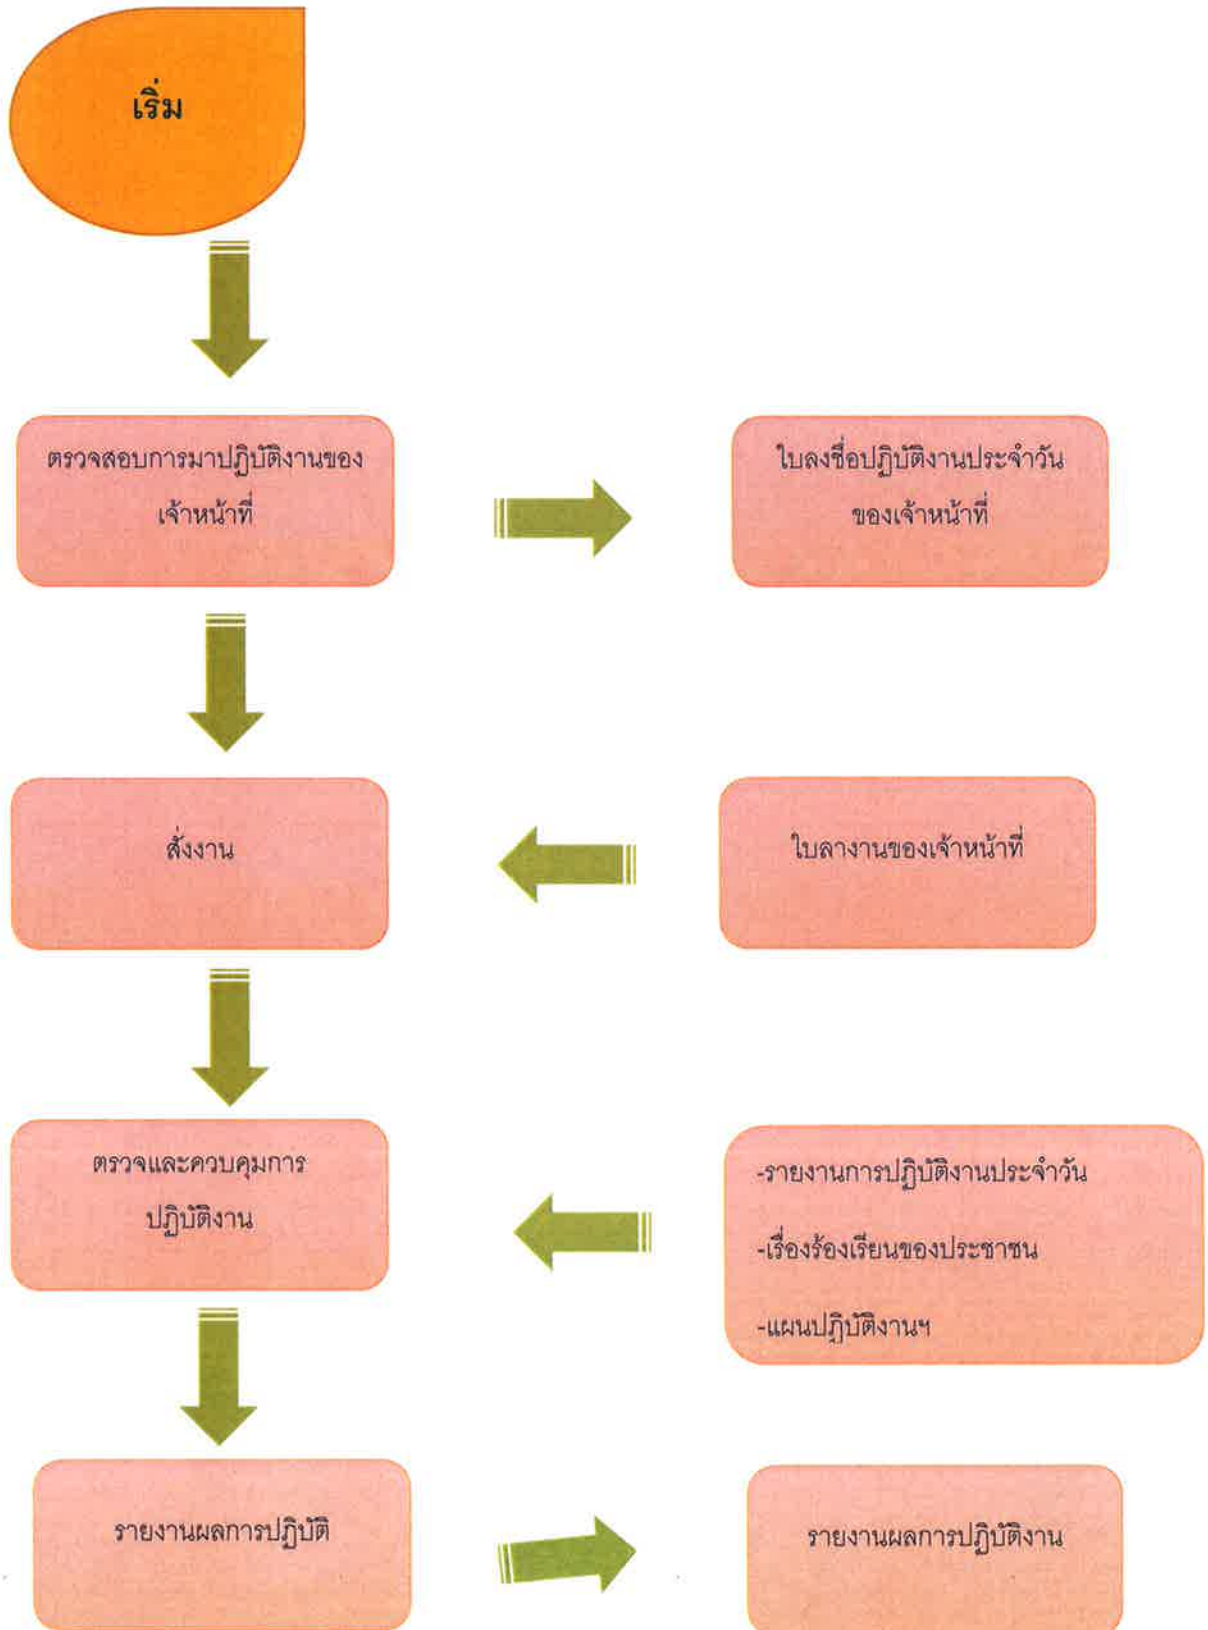 เริ่ม
ตรวจสอบการมาปฏิบัติงานของ
เจ้าหน้าที่
ใบลงชื่อปฏิบัติงานประจำวัน
ของเจ้าหน้าที่
สั่งงาน
ใบลางานของเจ้าหน้าที่
ตรวจและควบคุมการ
ปฏิบัติงาน
-รายงานการปฏิบัติงานประจำวัน
-เรื่องร้องเรียนของประชาชน
-แผนปฏิบัติงานฯ
รายงานผลการปฏิบัติ
รายงานผลการปฏิบัติงาน